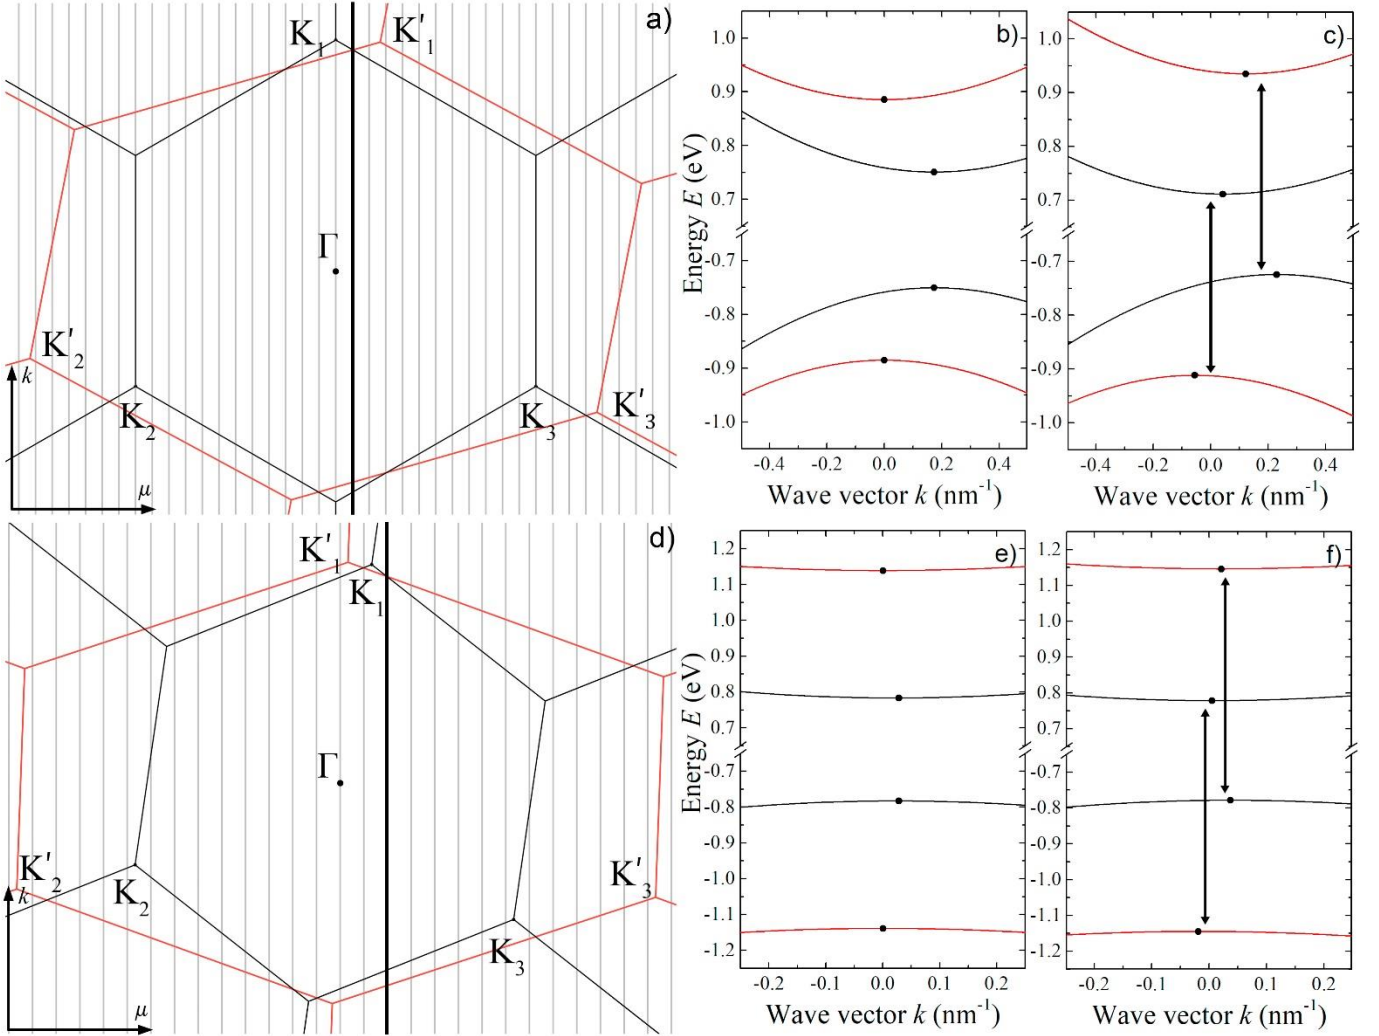 a)
K₁
K′₁
Γ
K′₂
k
K₂
K₃
K′₃
μ
b)
Energy E (eV)
1.0
0.9
0.8
0.7
-0.7
-0.8
-0.9
-1.0
-0.4 -0.2 0.0 0.2 0.4
Wave vector k (nm⁻¹)
c)
1.0
0.9
0.8
0.7
-0.7
-0.8
-0.9
-1.0
-0.4 -0.2 0.0 0.2 0.4
Wave vector k (nm⁻¹)
d)
K′₁
K₁
Γ
K′₂
k
K₂
K′₃
K₃
μ
e)
Energy E (eV)
1.2
1.1
1.0
0.9
0.8
0.7
-0.7
-0.8
-0.9
-1.0
-1.1
-1.2
-0.2 -0.1 0.0 0.1 0.2
Wave vector k (nm⁻¹)
f)
1.2
1.1
1.0
0.9
0.8
0.7
-0.7
-0.8
-0.9
-1.0
-1.1
-1.2
-0.2 -0.1 0.0 0.1 0.2
Wave vector k (nm⁻¹)